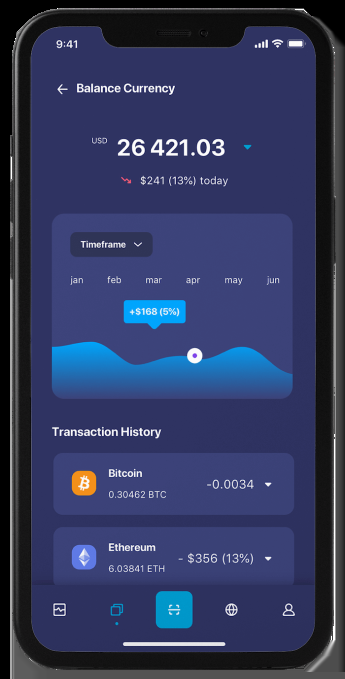 9:41
Balance Currency
USD 26 421.03
$241 (13%) today
Timeframe
jan feb mar apr may jun
+$168 (5%)
Transaction History
Bitcoin
-0.0034
0.30462 BTC
Ethereum
- $356 (13%)
6.03841 ETH